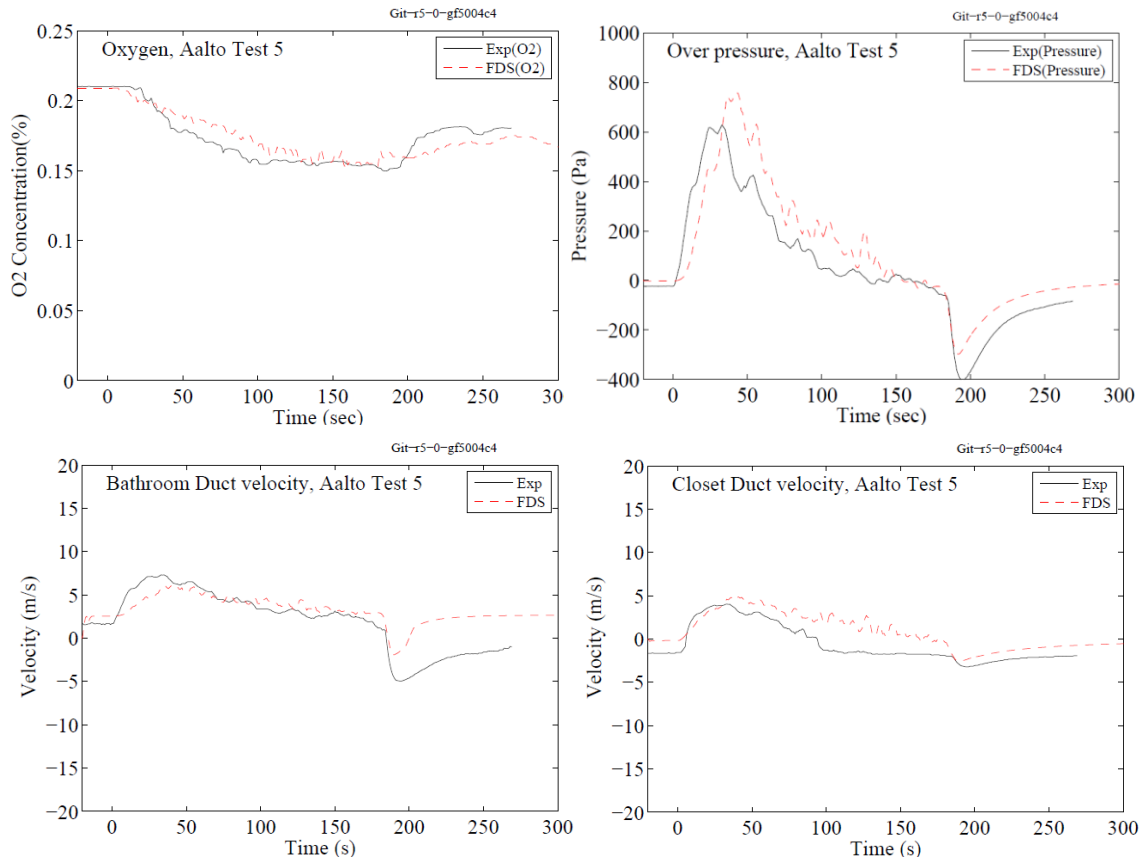 Git-r5-0-gf5004c4
Oxygen, Aalto Test 5
Exp(O2)
FDS(O2)
0.25
0.2
0.15
0.1
0.05
0
O2 Concentration(%)
0 50 100 150 200 250 30
Time (sec)
Git-r5-0-gf5004c4
Over pressure, Aalto Test 5
Exp(Pressure)
FDS(Pressure)
1000
800
600
400
200
0
−200
−400
Pressure (Pa)
0 50 100 150 200 250 300
Time (sec)
Git-r5-0-gf5004c4
Bathroom Duct velocity, Aalto Test 5
Exp
FDS
20
15
10
5
0
−5
−10
−15
−20
Velocity (m/s)
0 50 100 150 200 250 300
Time (s)
Git-r5-0-gf5004c4
Closet Duct velocity, Aalto Test 5
Exp
FDS
20
15
10
5
0
−5
−10
−15
−20
Velocity (m/s)
0 50 100 150 200 250 300
Time (s)